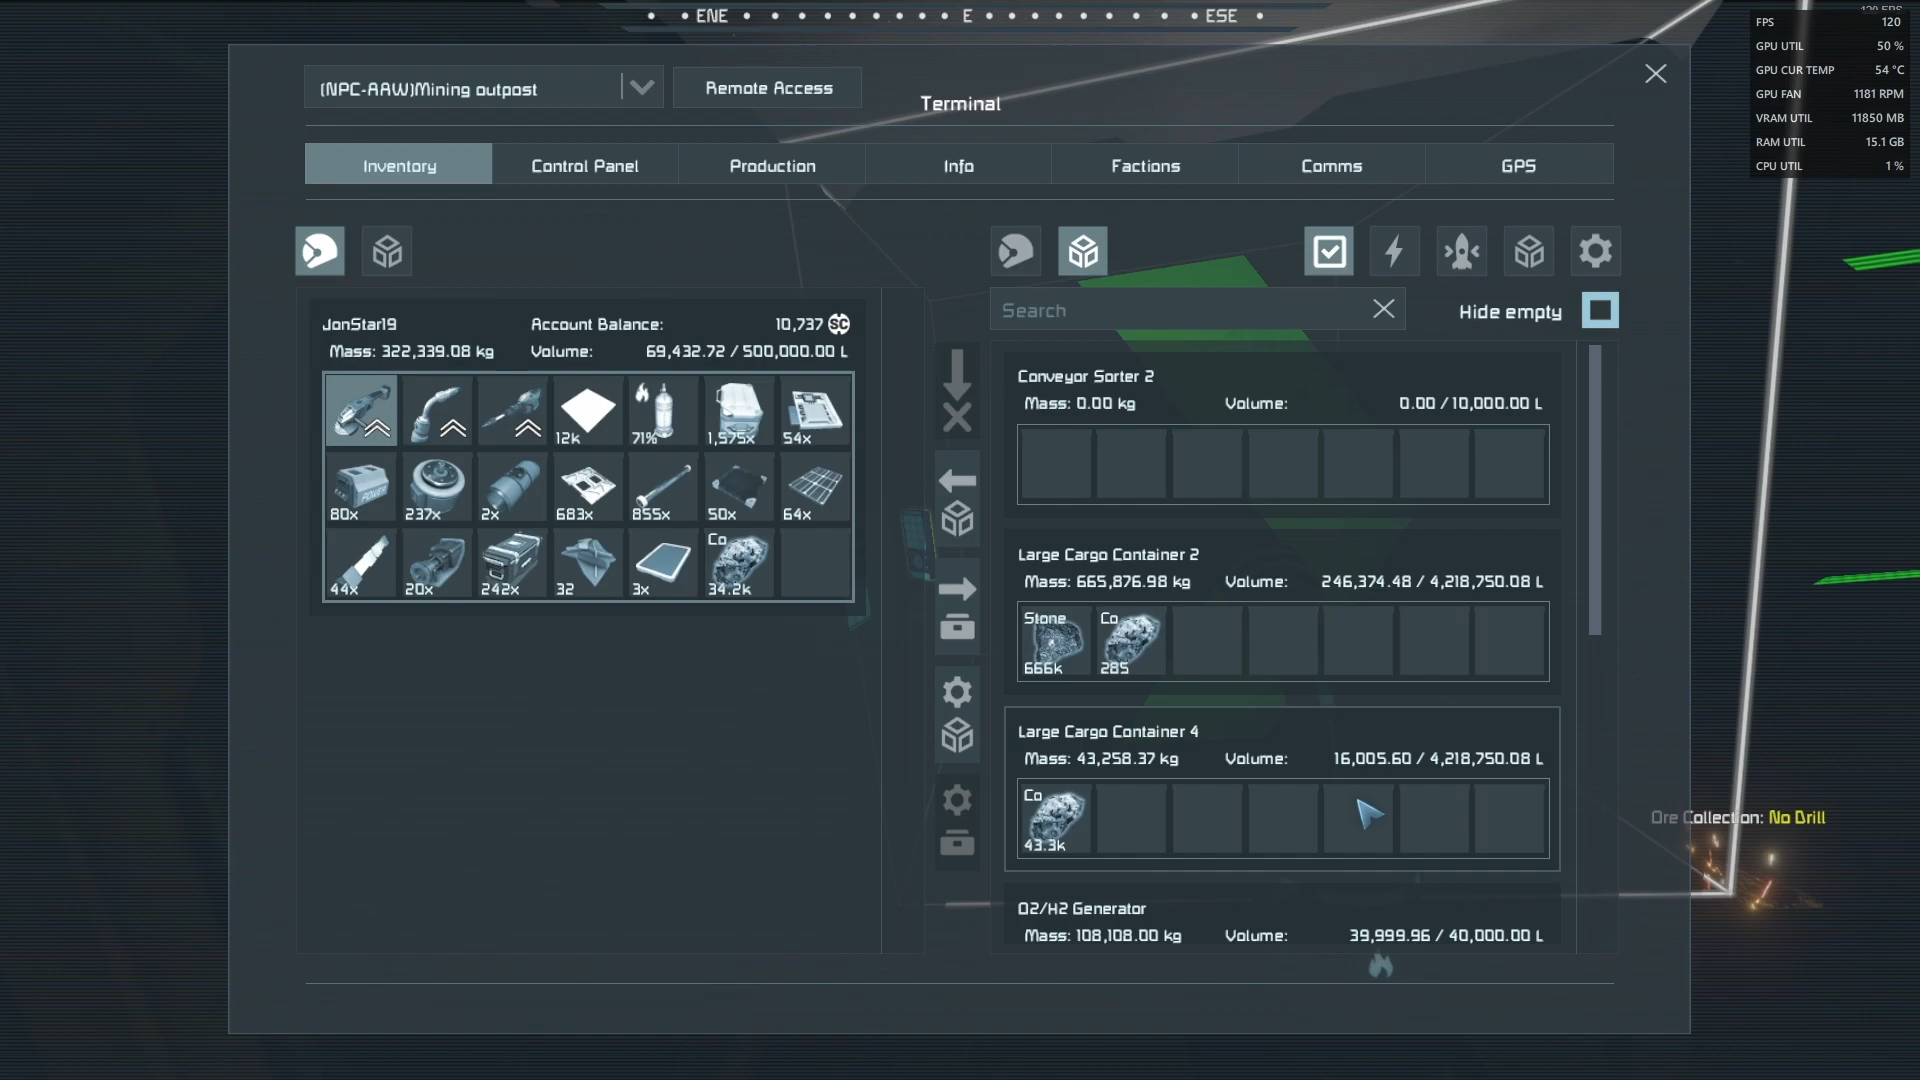 ENE E ESE
FPS 120
GPU UTIL 50 %
GPU CUR TEMP 54 °C
GPU FAN 1181 RPM
VRAM UTIL 11850 MB
RAM UTIL 15.1 GB
CPU UTIL 1 %
(NPC-AAW)Mining outpost
Remote Access
Terminal
Inventory Control Panel Production Info Factions Comms GPS
JonStar19 Account Balance: 10,737 SC
Mass: 322,339.08 kg Volume: 69,432.72 / 500,000.00 L
12k 71% 1,575x 54x
POWER
80x 237x 2x 683x 855x 50x 64x
Co
44x 20x 242x 32 3x 34.2k
Search
Hide empty
Conveyor Sorter 2
Mass: 0.00 kg Volume: 0.00 / 10,000.00 L
Large Cargo Container 2
Mass: 665,876.98 kg Volume: 246,374.48 / 4,218,750.08 L
Stone Co
666k 285
Large Cargo Container 4
Mass: 43,258.37 kg Volume: 16,005.60 / 4,218,750.08 L
Co
43.3k
O2/H2 Generator
Mass: 108,108.00 kg Volume: 39,999.96 / 40,000.00 L
Ore Collection: No Drill